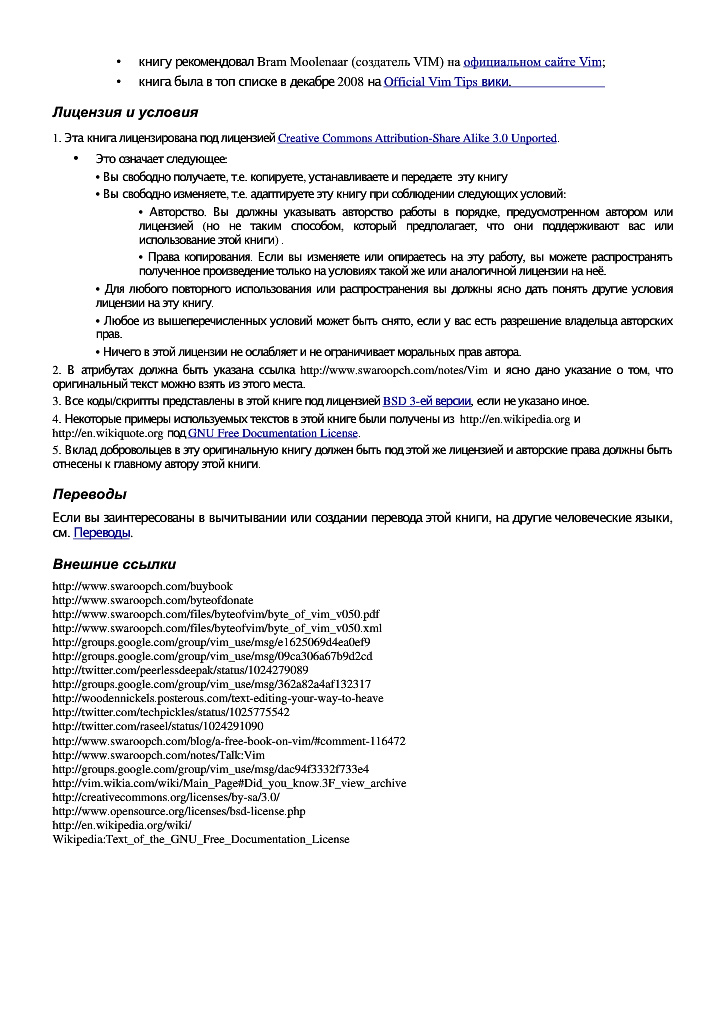 • книгу рекомендовал Bram Moolenaar (создатель VIM) на официальном сайте Vim;
• книга была в топ списке в декабре 2008 на Official Vim Tips вики.
Лицензия и условия
1. Эта книга лицензирована под лицензией Creative Commons Attribution-Share Alike 3.0 Unported.
• Это означает следующее:
• Вы свободно получаете, т.е. копируете, устанавливаете и передаете эту книгу
• Вы свободно изменяете, т.е. адаптируете эту книгу при соблюдении следующих условий:
• Авторство. Вы должны указывать авторство работы в порядке, предусмотренном автором или
лицензией (но не таким способом, который предполагает, что они поддерживают вас или
использование этой книги) .
• Права копирования. Если вы изменяете или опираетесь на эту работу, вы можете распространять
полученное произведение только на условиях такой же или аналогичной лицензии на неё.
• Для любого повторного использования или распространения вы должны ясно дать понять другие условия
лицензии на эту книгу.
• Любое из вышеперечисленных условий может быть снято, если у вас есть разрешение владельца авторских
прав.
• Ничего в этой лицензии не ослабляет и не ограничивает моральных прав автора.
2. В атрибутах должна быть указана ссылка http://www.swaroopch.com/notes/Vim и ясно дано указание о том, что
оригинальный текст можно взять из этого места.
3. Все коды/скрипты представлены в этой книге под лицензией BSD 3-ей версии, если не указано иное.
4. Некоторые примеры используемых текстов в этой книге были получены из http://en.wikipedia.org и
http://en.wikiquote.org под GNU Free Documentation License.
5. Вклад добровольцев в эту оригинальную книгу должен быть под этой же лицензией и авторские права должны быть
отнесены к главному автору этой книги.
Переводы
Если вы заинтересованы в вычитывании или создании перевода этой книги, на другие человеческие языки,
см. Переводы.
Внешние ссылки
http://www.swaroopch.com/buybook
http://www.swaroopch.com/byteofdonate
http://www.swaroopch.com/files/byteofvim/byte_of_vim_v050.pdf
http://www.swaroopch.com/files/byteofvim/byte_of_vim_v050.xml
http://groups.google.com/group/vim_use/msg/e1625069d4ea0ef9
http://groups.google.com/group/vim_use/msg/09ca306a67b9d2cd
http://twitter.com/peerlessdeepak/status/1024279089
http://groups.google.com/group/vim_use/msg/362a82a4af132317
http://woodennickels.posterous.com/text-editing-your-way-to-heave
http://twitter.com/techpickles/status/1025775542
http://twitter.com/raseel/status/1024291090
http://www.swaroopch.com/blog/a-free-book-on-vim/#comment-116472
http://www.swaroopch.com/notes/Talk:Vim
http://groups.google.com/group/vim_use/msg/dac94f3332f733e4
http://vim.wikia.com/wiki/Main_Page#Did_you_know.3F_view_archive
http://creativecommons.org/licenses/by-sa/3.0/
http://www.opensource.org/licenses/bsd-license.php
http://en.wikipedia.org/wiki/
Wikipedia:Text_of_the_GNU_Free_Documentation_License